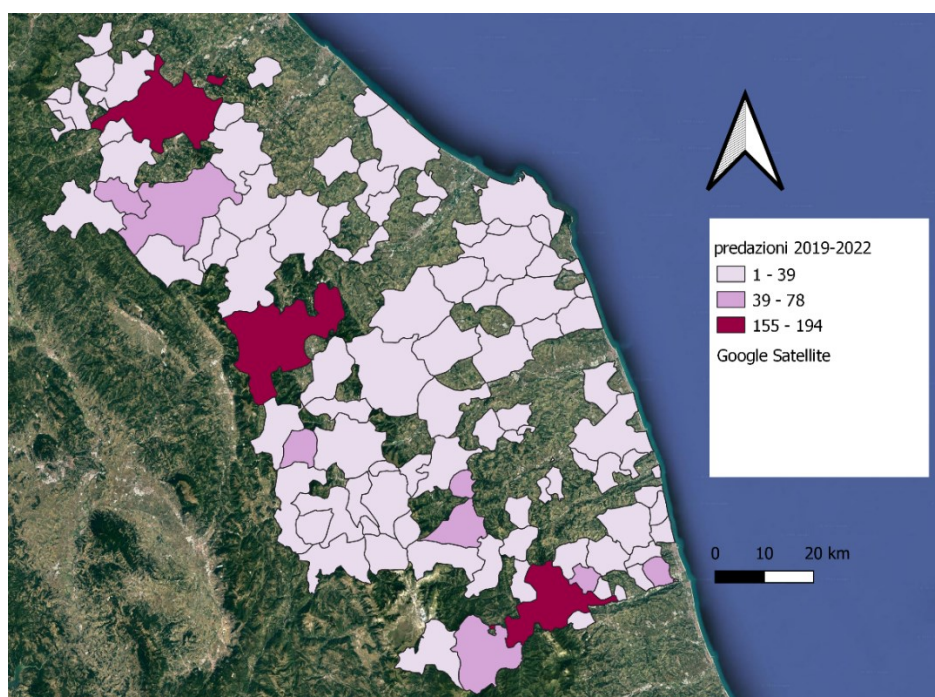 predazioni 2019-2022
1 - 39
39 - 78
155 - 194
Google Satellite
0 10 20 km